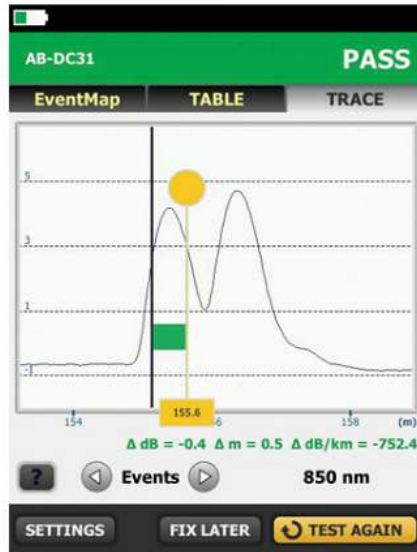 AB-DC31 PASS
EventMap TABLE TRACE
5
3
1
-1
155.6
154 158 (m)
Δ dB = -0.4 Δ m = 0.5 Δ dB/km = -752.4
? Events 850 nm
SETTINGS FIX LATER TEST AGAIN